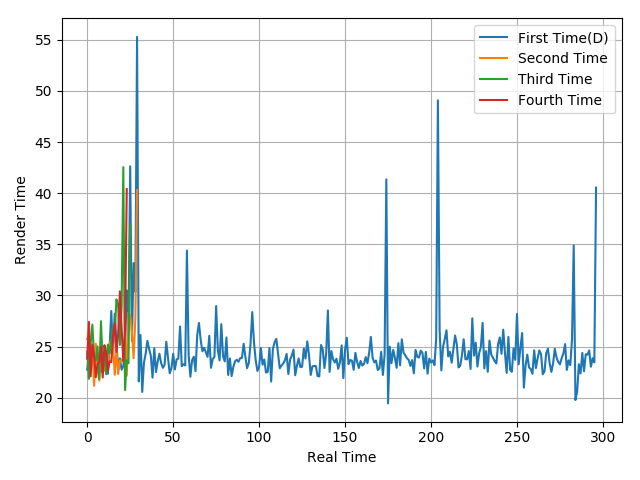 First Time(D)
Second Time
Third Time
Fourth Time
55
50
45
40
35
30
25
20
Render Time
0 50 100 150 200 250 300
Real Time